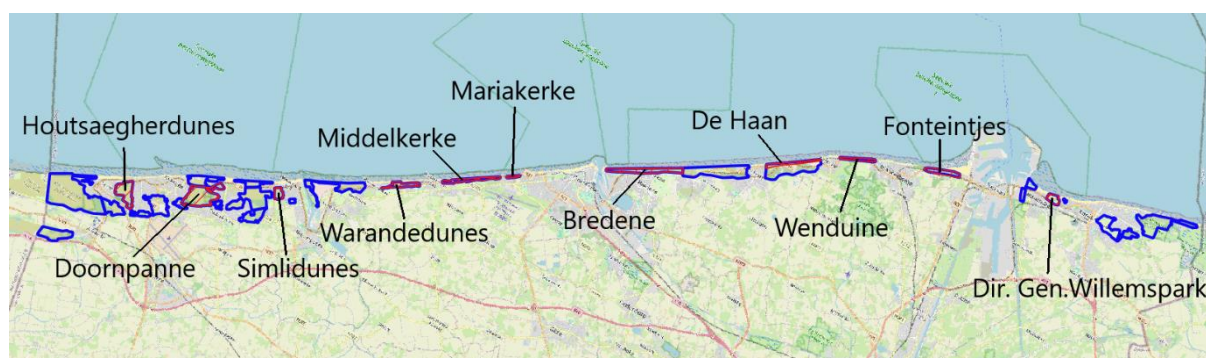 Mariakerke
Houtsaegherdunes
Middelkerke
De Haan
Fonteintjes
Warandedunes
Bredene
Wenduine
Doornpanne
Simlidunes
Dir. Gen.Willemspark